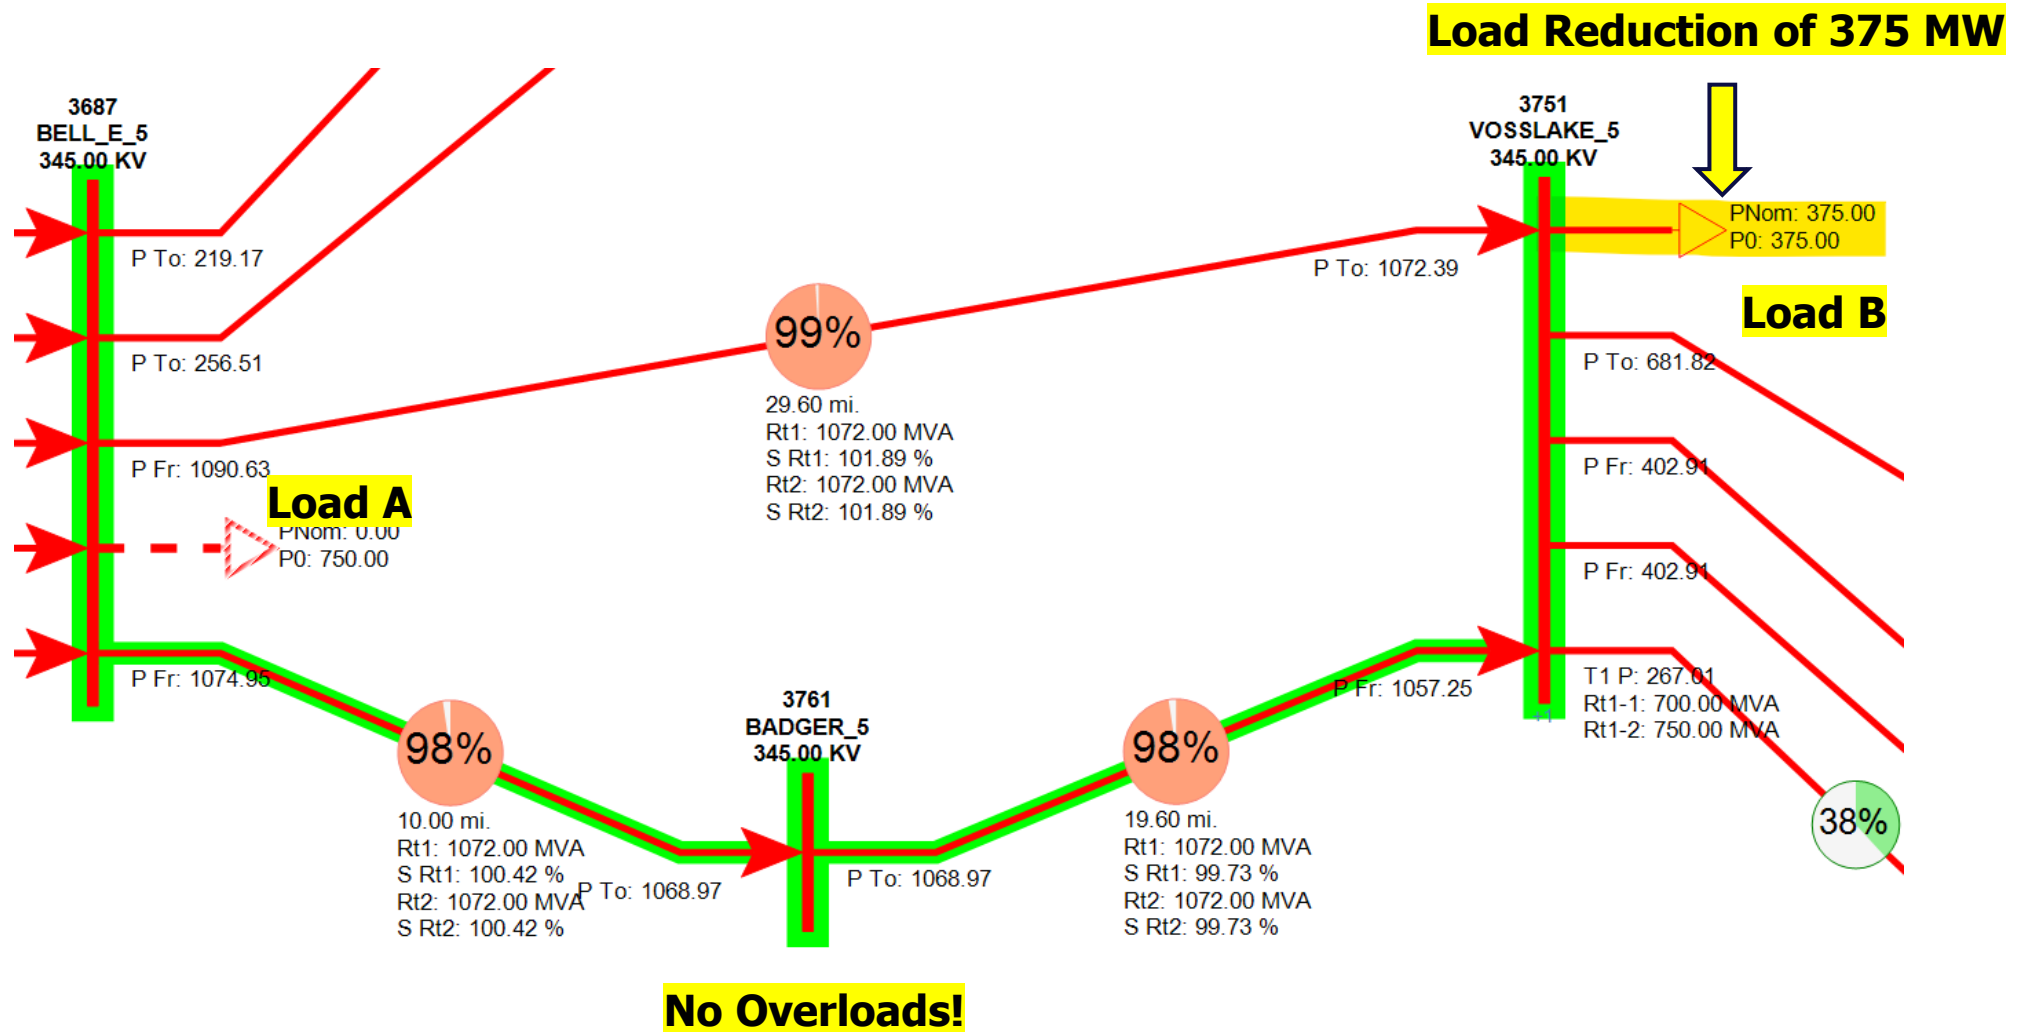 Load Reduction of 375 MW
3687
BELL_E_5
345.00 KV
3751
VOSSLAKE_5
345.00 KV
PNom: 375.00
P0: 375.00
P To: 219.17
P To: 1072.39
Load B
99%
P To: 256.51
P To: 681.82
29.60 mi.
Rt1: 1072.00 MVA
S Rt1: 101.89 %
Rt2: 1072.00 MVA
S Rt2: 101.89 %
P Fr: 1090.63
P Fr: 402.91
Load A
PNom: 0.00
P0: 750.00
P Fr: 402.91
P Fr: 1074.95
P Fr: 1057.25
T1 P: 267.01
Rt1-1: 700.00 MVA
Rt1-2: 750.00 MVA
+1
3761
BADGER_5
345.00 KV
98%
98%
38%
10.00 mi.
Rt1: 1072.00 MVA
S Rt1: 100.42 %
Rt2: 1072.00 MVA
S Rt2: 100.42 %
P To: 1068.97
P To: 1068.97
19.60 mi.
Rt1: 1072.00 MVA
S Rt1: 99.73 %
Rt2: 1072.00 MVA
S Rt2: 99.73 %
No Overloads!